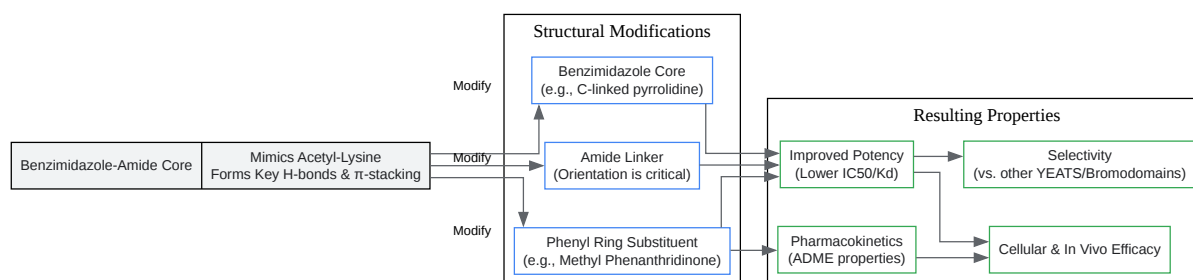 Structural Modifications
Modify
Benzimidazole Core
(e.g., C-linked pyrrolidine)
Resulting Properties
Benzimidazole-Amide Core
Mimics Acetyl-Lysine
Forms Key H-bonds & π-stacking
Modify
Amide Linker
(Orientation is critical)
Improved Potency
(Lower IC50/Kd)
Selectivity
(vs. other YEATS/Bromodomains)
Modify
Phenyl Ring Substituent
(e.g., Methyl Phenanthridinone)
Pharmacokinetics
(ADME properties)
Cellular & In Vivo Efficacy